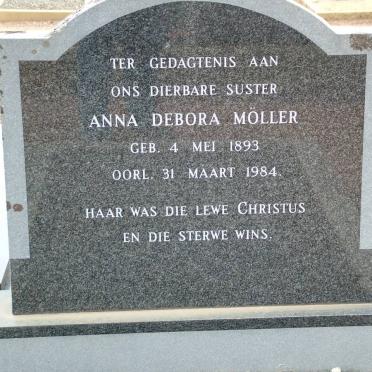 TER GEDAGTENIS AAN
ONS DIERBARE SUSTER
ANNA DEBORA MÖLLER
GEB. 4 MEI 1893
OORL. 31 MAART 1984.
HAAR WAS DIE LEWE CHRISTUS
EN DIE STERWE WINS.